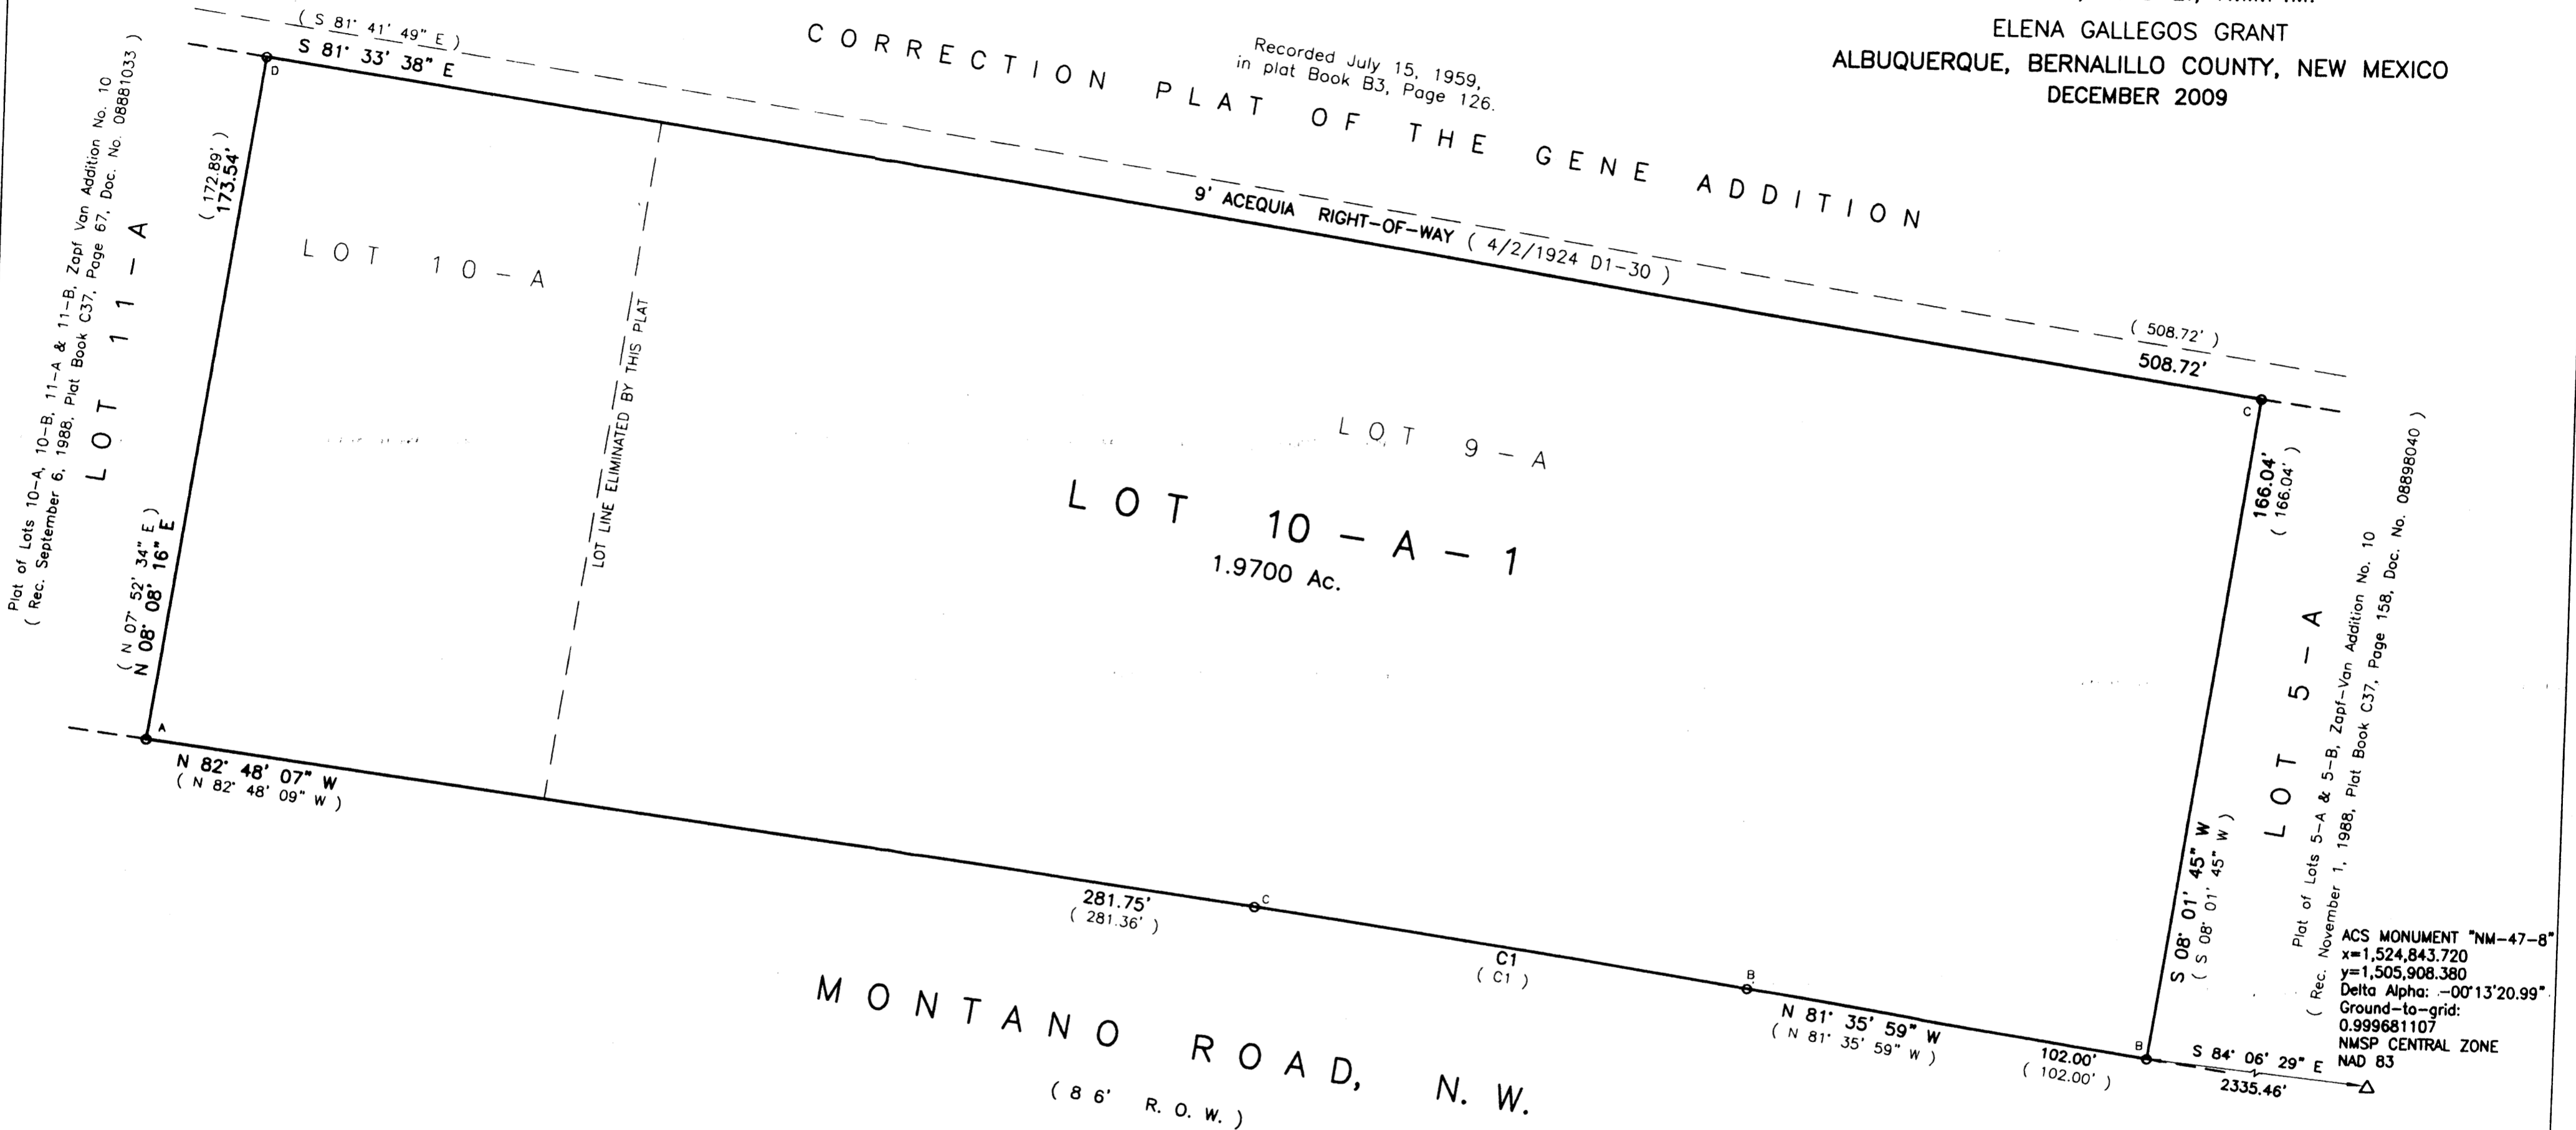 ELENA GALLEGOS GRANT
ALBUQUERQUE, BERNALILLO COUNTY, NEW MEXICO
DECEMBER 2009
( S 81° 41' 49" E )
S 81° 33' 38" E
D
CORRECTION PLAT OF THE GENE ADDITION
Recorded July 15, 1959,
in plat Book B3, Page 126.
9' ACEQUIA RIGHT-OF-WAY ( 4/2/1924 D1-30 )
( 508.72' )
508.72'
C
Plat of Lots 10-A, 10-B, 11-A & 11-B, Zapf Van Addition No. 10
( Rec. September 6, 1988, Plat Book C37, Page 67, Doc. No. 08881033 )
LOT 11-A
( 172.89' )
173.54'
( N 07° 52' 34" E )
N 08° 08' 16" E
LOT 10-A
LOT LINE ELIMINATED BY THIS PLAT
LOT 9-A
LOT 10-A-1
1.9700 Ac.
166.04'
( 166.04' )
S 08° 01' 45" W
( S 08° 01' 45" W )
LOT 5-A
Plat of Lots 5-A & 5-B, Zapf-Van Addition No. 10
( Rec. November 1, 1988, Plat Book C37, Page 158, Doc. No. 08898040 )
A
N 82° 48' 07" W
( N 82° 48' 09" W )
281.75'
( 281.36' )
C
C1
( C1 )
B
N 81° 35' 59" W
( N 81° 35' 59" W )
102.00'
( 102.00' )
B
S 84° 06' 29" E
2335.46'
ACS MONUMENT "NM-47-8"
x=1,524,843.720
y=1,505,908.380
Delta Alpha: -00°13'20.99"
Ground-to-grid:
0.999681107
NMSP CENTRAL ZONE
NAD 83
MONTANO ROAD, N. W.
( 86' R. O. W. )